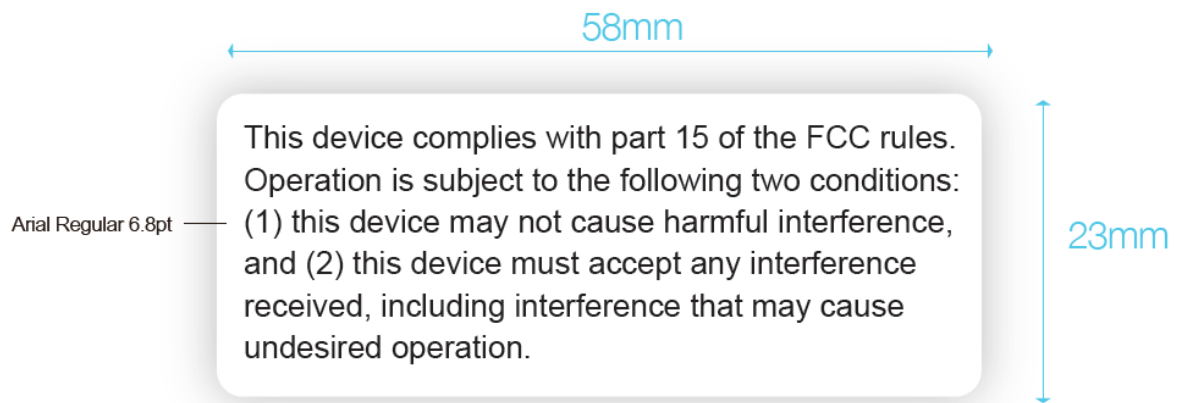 58mm
This device complies with part 15 of the FCC rules.
Operation is subject to the following two conditions:
Arial Regular 6.8pt
(1) this device may not cause harmful interference,
23mm
and (2) this device must accept any interference
received, including interference that may cause
undesired operation.